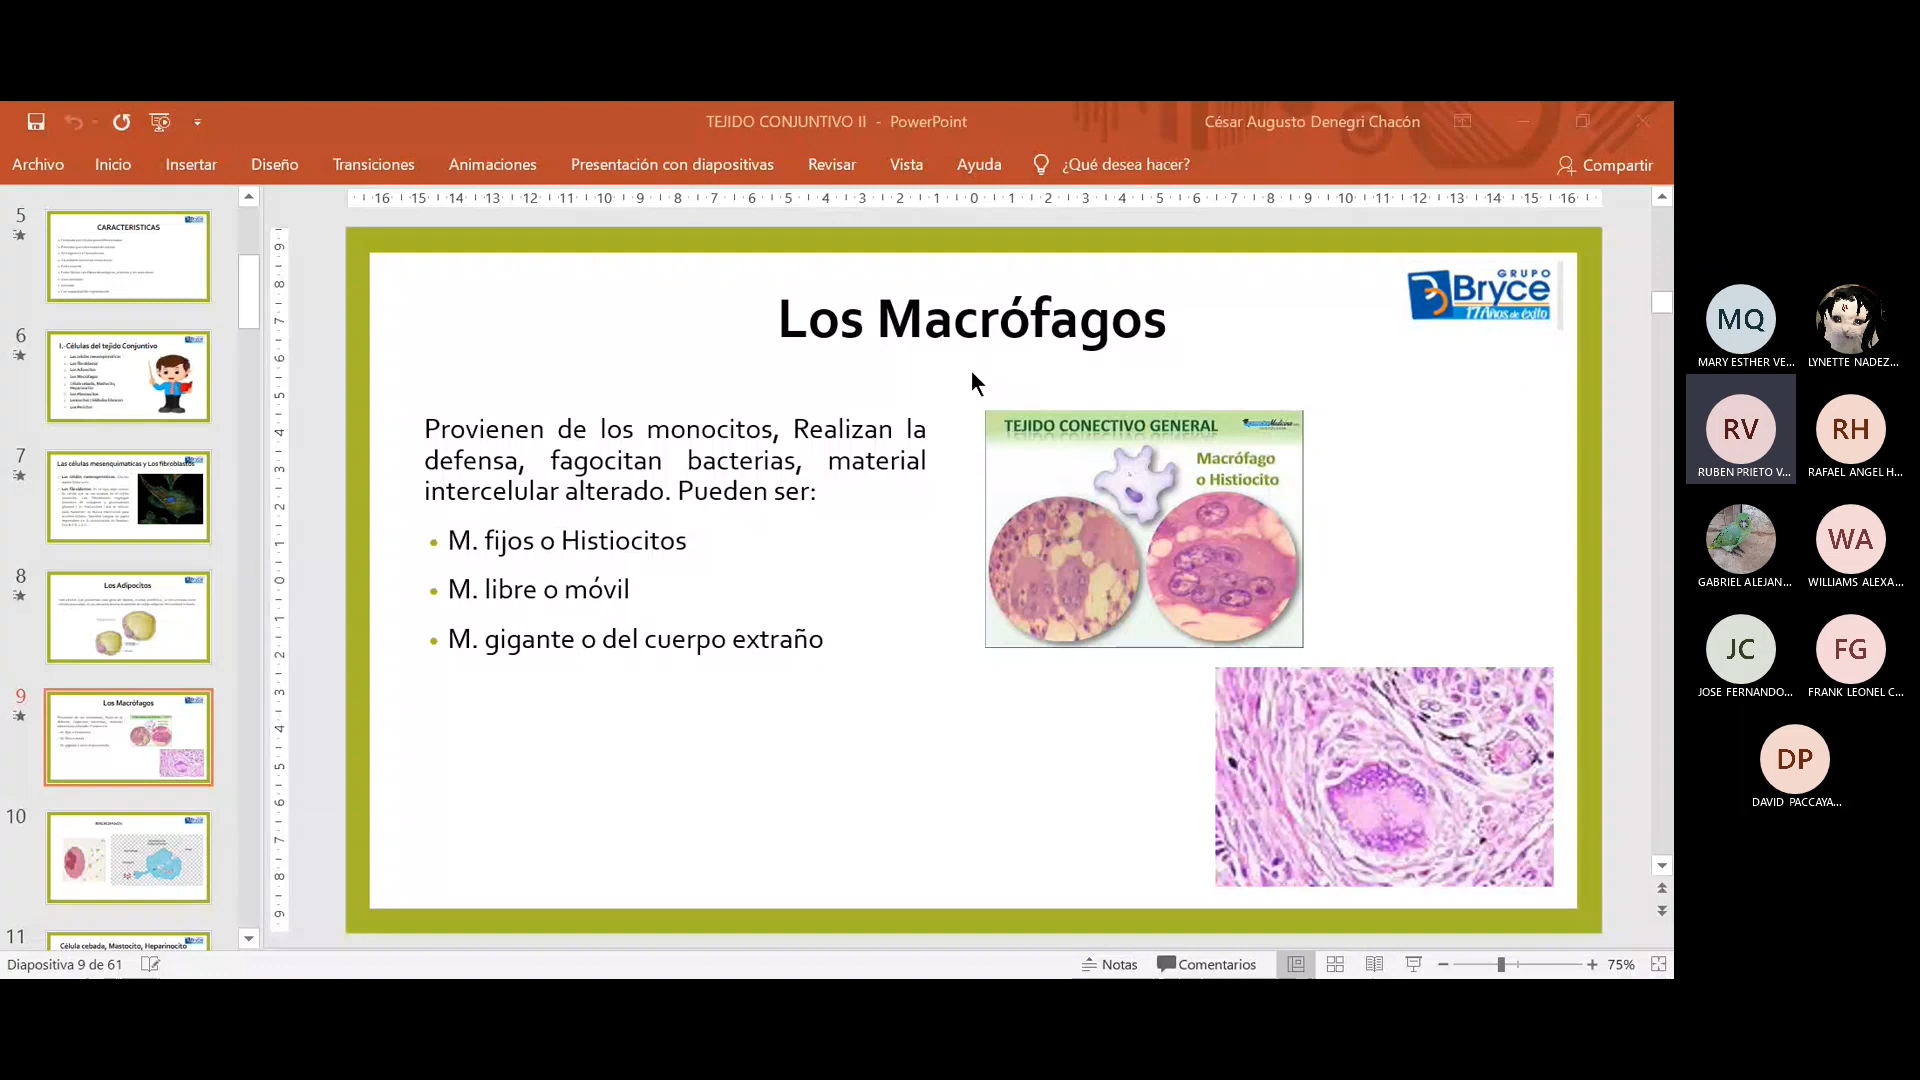 TEJIDO CONJUNTIVO II - PowerPoint
César Augusto Denegri Chacón
Archivo
Inicio
Insertar
Diseño
Transiciones
Animaciones
Presentación con diapositivas
Revisar
Vista
Ayuda
¿Qué desea hacer?
Compartir
5
CARACTERISTICAS
6
I.-Células del tejido Conjuntivo
7
Las células mesenquimaticas y Los fibroblastos
8
Los Adipocitos
9
Los Macrófagos
10
11
Célula cebada, Mastocito, Heparinocito
GRUPO
Bryce
17 Años de éxito
Los Macrófagos
Provienen de los monocitos, Realizan la
defensa, fagocitan bacterias, material
intercelular alterado. Pueden ser:
• M. fijos o Histiocitos
• M. libre o móvil
• M. gigante o del cuerpo extraño
TEJIDO CONECTIVO GENERAL
Macrófago
o Histiocito
MQ
MARY ESTHER VE...
LYNETTE NADEZ...
RV
RUBEN PRIETO V...
RH
RAFAEL ANGEL H...
GABRIEL ALEJAN...
WA
WILLIAMS ALEXA...
JC
JOSE FERNANDO...
FG
FRANK LEONEL C...
DP
DAVID PACCAYA...
Diapositiva 9 de 61
Notas
Comentarios
75%